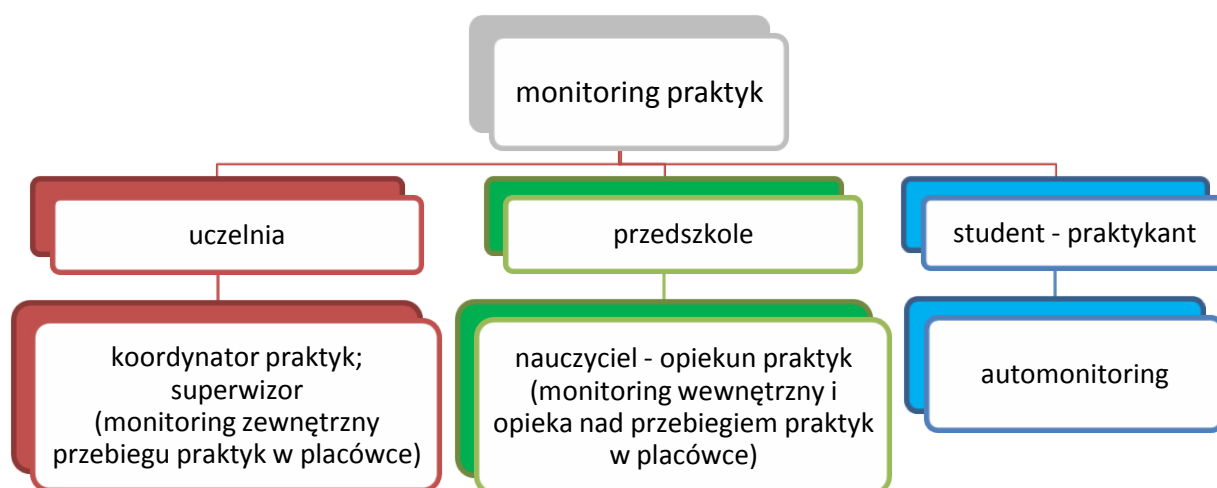 monitoring praktyk
uczelnia
przedszkole
student - praktykant
koordynator praktyk;
superwizor
(monitoring zewnętrzny
przebiegu praktyk w placówce)
nauczyciel - opiekun praktyk
(monitoring wewnętrzny i
opieka nad przebiegiem praktyk
w placówce)
automonitoring